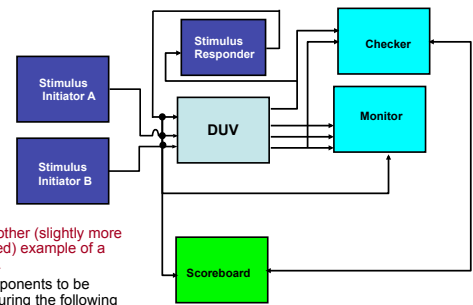 Stimulus
Responder
Checker
Stimulus
Initiator A
DUV
Monitor
Stimulus
Initiator B
other (slightly more
ed) example of a
Scoreboard
ponents to be
uring the following